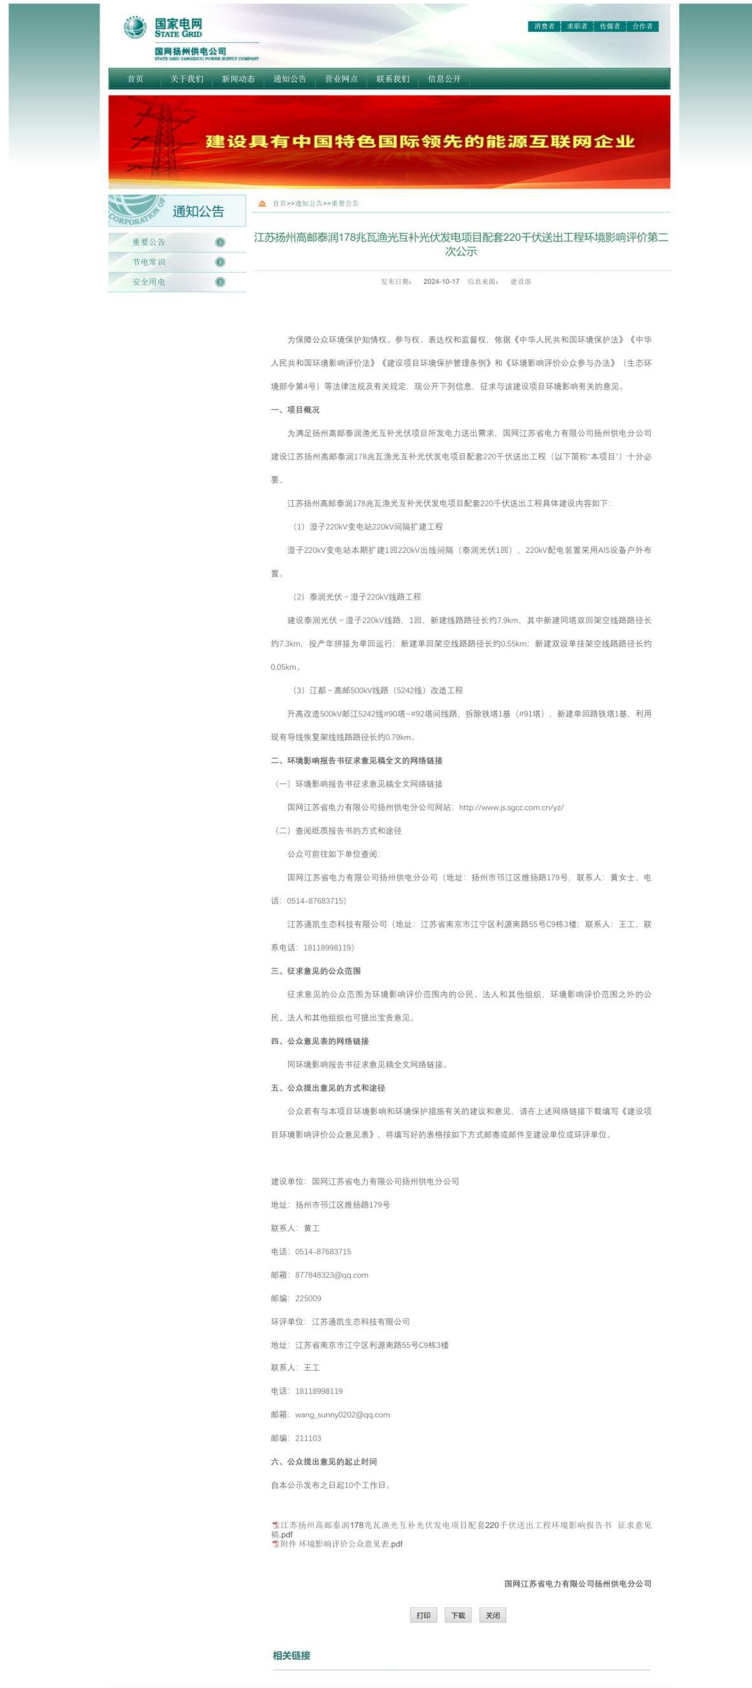 国家电网
STATE GRID
国网扬州供电公司
STATE GRID YANGZHOU POWER SUPPLY COMPANY
消费者 求职者 传媒者 合作者
首页 关于我们 新闻动态 通知公告 营业网点 联系我们 信息公开
建设具有中国特色国际领先的能源互联网企业
CORPORATION OF
通知公告
重要公告
节电常识
安全用电
首页>>通知公告>>重要公告
江苏扬州高邮泰润178兆瓦渔光互补光伏发电项目配套220千伏送出工程环境影响评价第二
次公示
发布日期： 2024-10-17 信息来源： 建设部
为保障公众环境保护知情权、参与权、表达权和监督权，依据《中华人民共和国环境保护法》《中华
人民共和国环境影响评价法》《建设项目环境保护管理条例》和《环境影响评价公众参与办法》（生态环
境部令第4号）等法律法规及有关规定，现公开下列信息，征求与该建设项目环境影响有关的意见。
一、项目概况
为满足扬州高邮泰润渔光互补光伏项目所发电力送出需求，国网江苏省电力有限公司扬州供电分公司
建设江苏扬州高邮泰润178兆瓦渔光互补光伏发电项目配套220千伏送出工程（以下简称“本项目”）十分必
要。
江苏扬州高邮泰润178兆瓦渔光互补光伏发电项目配套220千伏送出工程具体建设内容如下：
（1）澄子220kV变电站220kV间隔扩建工程
澄子220kV变电站本期扩建1回220kV出线间隔（泰润光伏1回），220kV配电装置采用AIS设备户外布
置。
（2）泰润光伏－澄子220kV线路工程
建设泰润光伏－澄子220kV线路，1回，新建线路路径长约7.9km，其中新建同塔双回架空线路路径长
约7.3km，投产年拼接为单回运行；新建单回架空线路路径长约0.55km；新建双设单挂架空线路路径长约
0.05km。
（3）江都－高邮500kV线路（5242线）改造工程
升高改造500kV邮江5242线#90塔~#92塔间线路，拆除铁塔1基（#91塔），新建单回路铁塔1基，利用
现有导线恢复架线线路路径长约0.79km。
二、环境影响报告书征求意见稿全文的网络链接
（一）环境影响报告书征求意见稿全文网络链接
国网江苏省电力有限公司扬州供电分公司网站：http://www.js.sgcc.com.cn/yz/
（二）查阅纸质报告书的方式和途径
公众可前往如下单位查阅：
国网江苏省电力有限公司扬州供电分公司（地址：扬州市邗江区维扬路179号，联系人：黄女士，电
话：0514-87683715）
江苏通凯生态科技有限公司（地址：江苏省南京市江宁区利源南路55号C9栋3楼；联系人：王工，联
系电话：18118998119）
三、征求意见的公众范围
征求意见的公众范围为环境影响评价范围内的公民、法人和其他组织，环境影响评价范围之外的公
民、法人和其他组织也可提出宝贵意见。
四、公众意见表的网络链接
同环境影响报告书征求意见稿全文网络链接。
五、公众提出意见的方式和途径
公众若有与本项目环境影响和环境保护措施有关的建议和意见，请在上述网络链接下载填写《建设项
目环境影响评价公众意见表》，将填写好的表格按如下方式邮寄或邮件至建设单位或环评单位。
建设单位：国网江苏省电力有限公司扬州供电分公司
地址：扬州市邗江区维扬路179号
联系人：黄工
电话：0514-87683715
邮箱：877848323@qq.com
邮编：225009
环评单位：江苏通凯生态科技有限公司
地址：江苏省南京市江宁区利源南路55号C9栋3楼
联系人：王工
电话：18118998119
邮箱：wang_sunny0202@qq.com
邮编：211103
六、公众提出意见的起止时间
自本公示发布之日起10个工作日。
江苏扬州高邮泰润178兆瓦渔光互补光伏发电项目配套220千伏送出工程环境影响报告书 征求意见
稿.pdf
附件 环境影响评价公众意见表.pdf
国网江苏省电力有限公司扬州供电分公司
打印 下载 关闭
相关链接